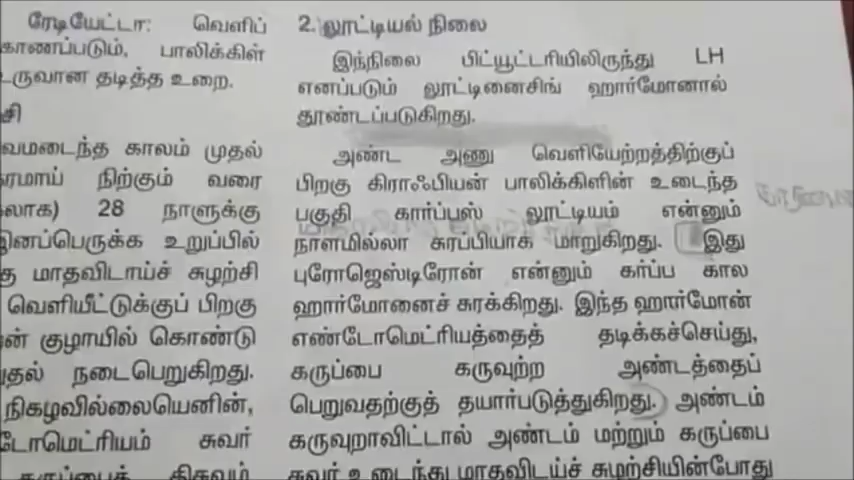 ரேடியேட்டா: வெளிப்
காணப்படும், பாலிக்கிள்
உருவான தடித்த உறை.
சி
வமடைந்த காலம் முதல்
ரமாய் நிற்கும் வரை
லாக) 28 நாளுக்கு
இனப்பெருக்க உறுப்பில்
த மாதவிடாய்ச் சுழற்சி
வெளியீட்டுக்குப் பிறகு
ன் குழாயில் கொண்டு
தல் நடைபெறுகிறது.
நிகழவில்லையெனின்,
டோமெட்ரியம் சுவர்
2. லூட்டியல் நிலை
இந்நிலை பிட்யூட்டரியிலிருந்து LH
எனப்படும் லூட்டினைசிங் ஹார்மோனால்
தூண்டப்படுகிறது.
அண்ட அணு வெளியேற்றத்திற்குப்
பிறகு கிராஃபியன் பாலிக்கிளின் உடைந்த
பகுதி கார்ப்பஸ் லூட்டியம் என்னும்
நாளமில்லா சுரப்பியாக மாறுகிறது. இது
புரோஜெஸ்டிரோன் என்னும் கர்ப்ப கால
ஹார்மோனைச் சுரக்கிறது. இந்த ஹார்மோன்
எண்டோமெட்ரியத்தைத் தடிக்கச்செய்து,
கருப்பை கருவுற்ற அண்டத்தைப்
பெறுவதற்குத் தயார்படுத்துகிறது. அண்டம்
கருவுறாவிட்டால் அண்டம் மற்றும் கருப்பை
சுவர் உடைந்து மாதவிடாய்ச் சுழற்சியின்போது